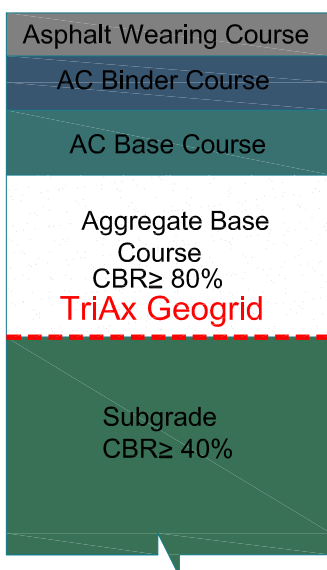 Asphalt Wearing Course
AC Binder Course
AC Base Course
Aggregate Base
Course
CBR≥ 80%
TriAx Geogrid
Subgrade
CBR≥ 40%